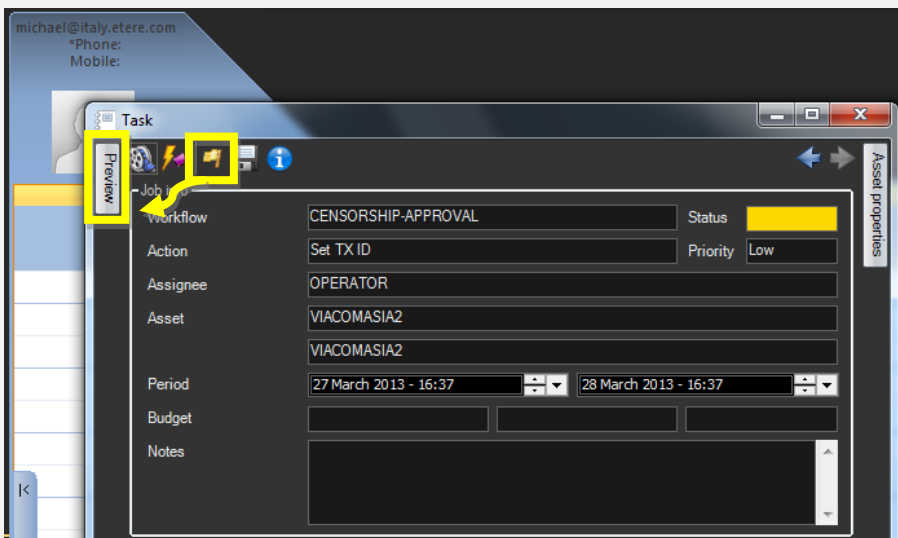 michael@italy.etere.com
*Phone:
Mobile:
Task
Preview
Asset properties
Workflow CENSORSHIP-APPROVAL Status
Action Set TX ID Priority Low
Assignee OPERATOR
Asset VIACOMASIA2
VIACOMASIA2
Period 27 March 2013 - 16:37 28 March 2013 - 16:37
Budget
Notes